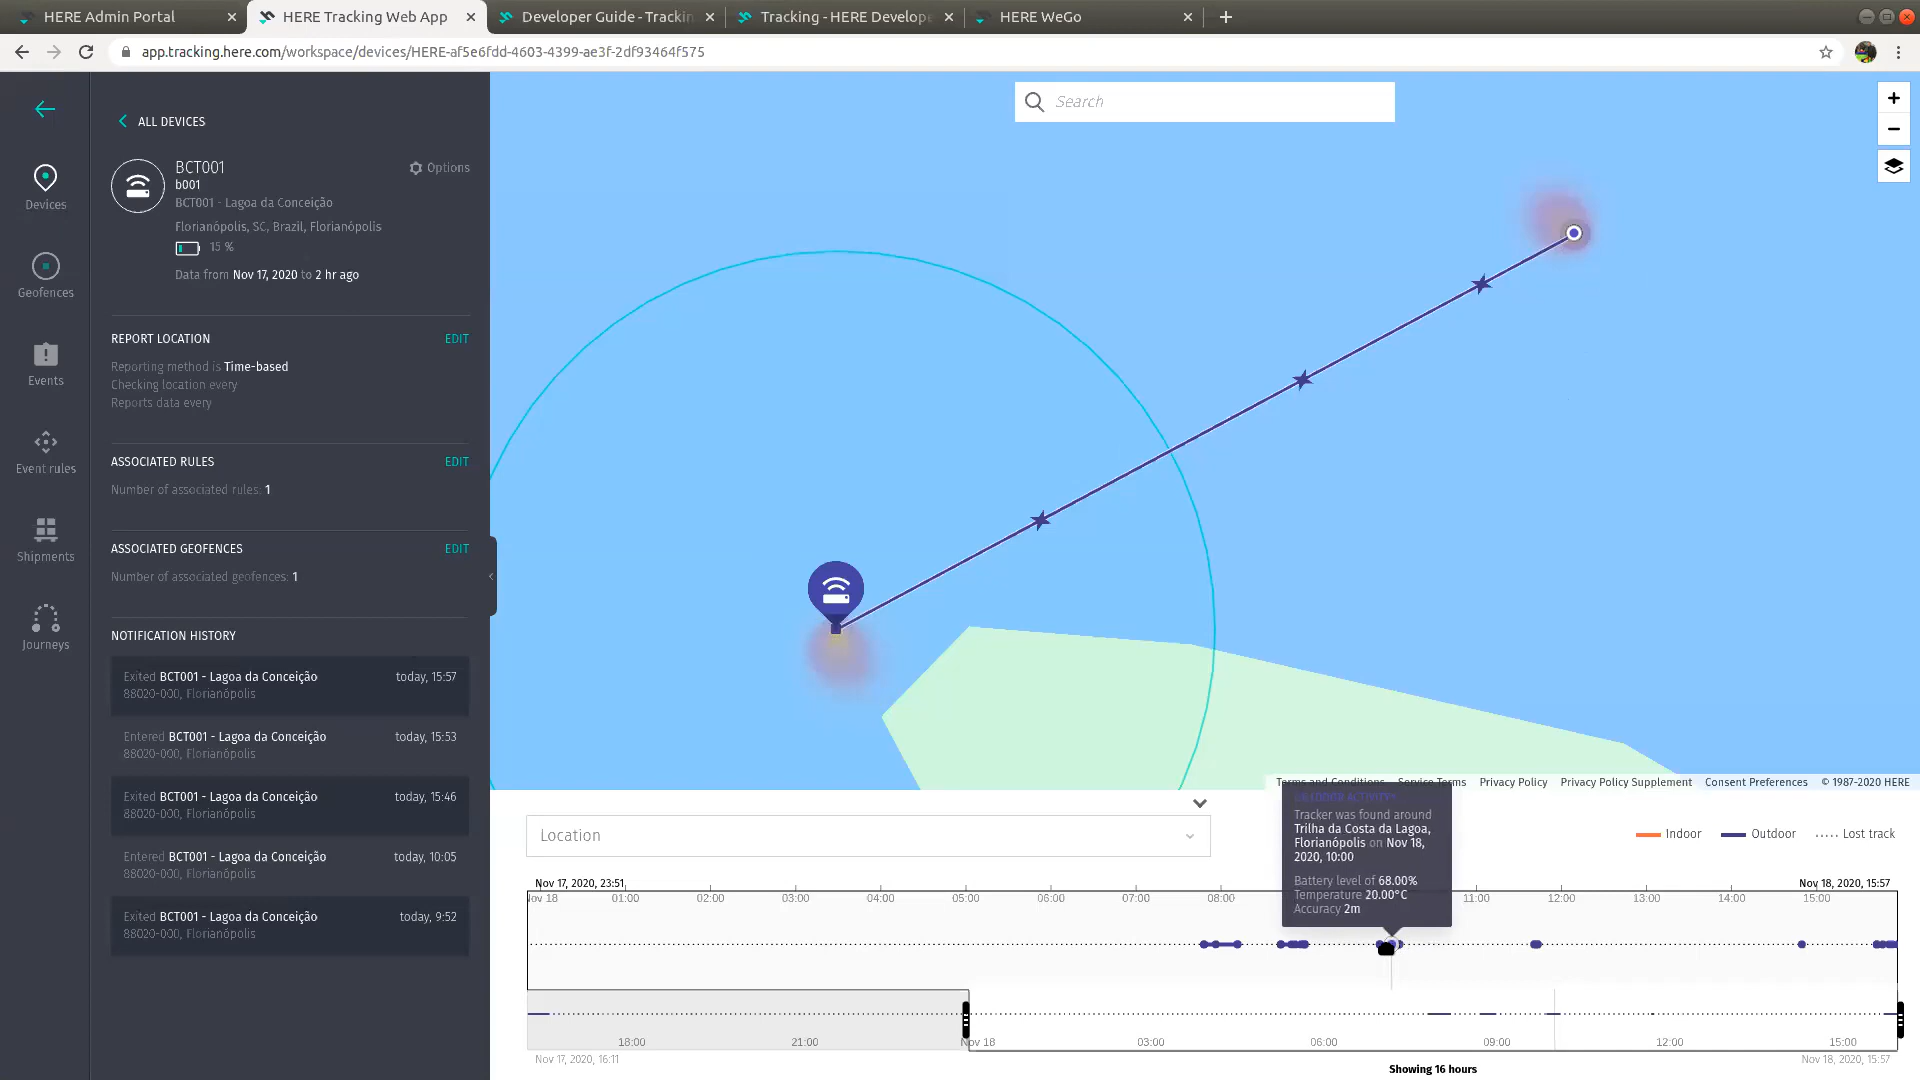 HERE Admin Portal
HERE Tracking Web App
Developer Guide - Trackin
Tracking - HERE Develope
HERE WeGo
app.tracking.here.com/workspace/devices/HERE-af5e6fdd-4603-4399-ae3f-2df93464f575
Devices
Geofences
Events
Event rules
Shipments
Journeys
ALL DEVICES
BCT001
Options
b001
BCT001 - Lagoa da Conceição
Florianópolis, SC, Brazil, Florianópolis
15 %
Data from Nov 17, 2020 to 2 hr ago
REPORT LOCATION EDIT
Reporting method is Time-based
Checking location every
Reports data every
ASSOCIATED RULES EDIT
Number of associated rules: 1
ASSOCIATED GEOFENCES EDIT
Number of associated geofences: 1
NOTIFICATION HISTORY
Exited BCT001 - Lagoa da Conceição today, 15:57
88020-000, Florianópolis
Entered BCT001 - Lagoa da Conceição today, 15:53
88020-000, Florianópolis
Exited BCT001 - Lagoa da Conceição today, 15:46
88020-000, Florianópolis
Entered BCT001 - Lagoa da Conceição today, 10:05
88020-000, Florianópolis
Exited BCT001 - Lagoa da Conceição today, 9:52
88020-000, Florianópolis
Search
Terms and Conditions Service Terms Privacy Policy Privacy Policy Supplement Consent Preferences © 1987-2020 HERE
Location
Indoor Outdoor Lost track
OUTDOOR ACTIVITY
Tracker was found around
Trilha da Costa da Lagoa,
Florianópolis on Nov 18,
2020, 10:00
Battery level of 68.00%
Temperature 20.00°C
Accuracy 2m
Nov 17, 2020, 23:51 Nov 18, 2020, 15:57
Nov 18 01:00 02:00 03:00 04:00 05:00 06:00 07:00 08:00 11:00 12:00 13:00 14:00 15:00
18:00 21:00 Nov 18 03:00 06:00 09:00 12:00 15:00
Nov 17, 2020, 16:11 Nov 18, 2020, 15:57
Showing 16 hours